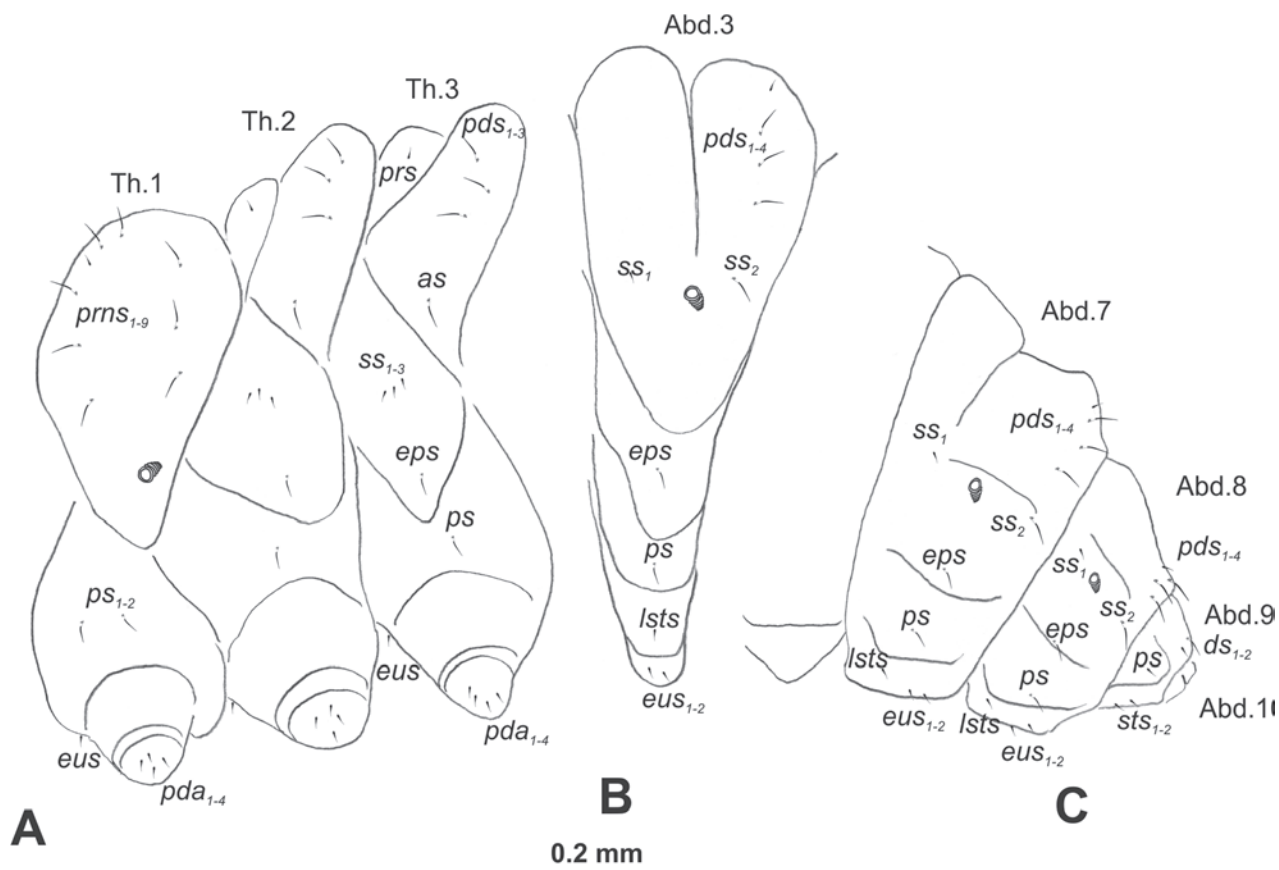 Abd.3
Th.3
Th.2
Th.1
pds1-3
prs
as
prns1-9
ss1-3
eps
ps
ps1-2
eus
eus
pda1-4
pda1-4
A
pds1-4
ss1
ss2
eps
ps
lsts
eus1-2
B
0.2 mm
Abd.7
pds1-4
ss1
Abd.8
ss2
pds1-4
eps
ss1
ss2
Abd.9
ps
eps
ds1-2
lsts
ps
ps
Abd.10
eus1-2
lsts
sts1-2
eus1-2
C